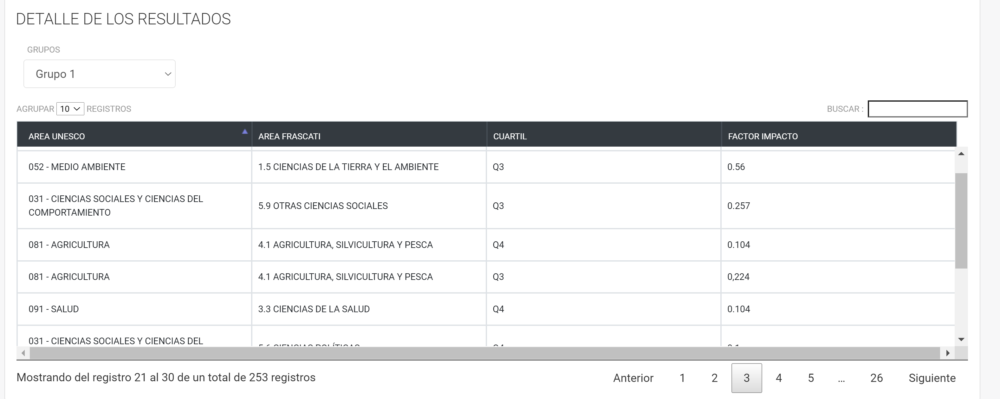 DETALLE DE LOS RESULTADOS
GRUPOS
Grupo 1
AGRUPAR 10 REGISTROS
BUSCAR :
AREA UNESCO AREA FRASCATI CUARTIL FACTOR IMPACTO
052 - MEDIO AMBIENTE 1.5 CIENCIAS DE LA TIERRA Y EL AMBIENTE Q3 0.56
031 - CIENCIAS SOCIALES Y CIENCIAS DEL
COMPORTAMIENTO 5.9 OTRAS CIENCIAS SOCIALES Q3 0.257
081 - AGRICULTURA 4.1 AGRICULTURA, SILVICULTURA Y PESCA Q4 0.104
081 - AGRICULTURA 4.1 AGRICULTURA, SILVICULTURA Y PESCA Q3 0,224
091 - SALUD 3.3 CIENCIAS DE LA SALUD Q4 0.104
031 - CIENCIAS SOCIALES Y CIENCIAS DEL
CIENCIAS POLÍTICAS
Mostrando del registro 21 al 30 de un total de 253 registros
Anterior 1 2 3 4 5 … 26 Siguiente